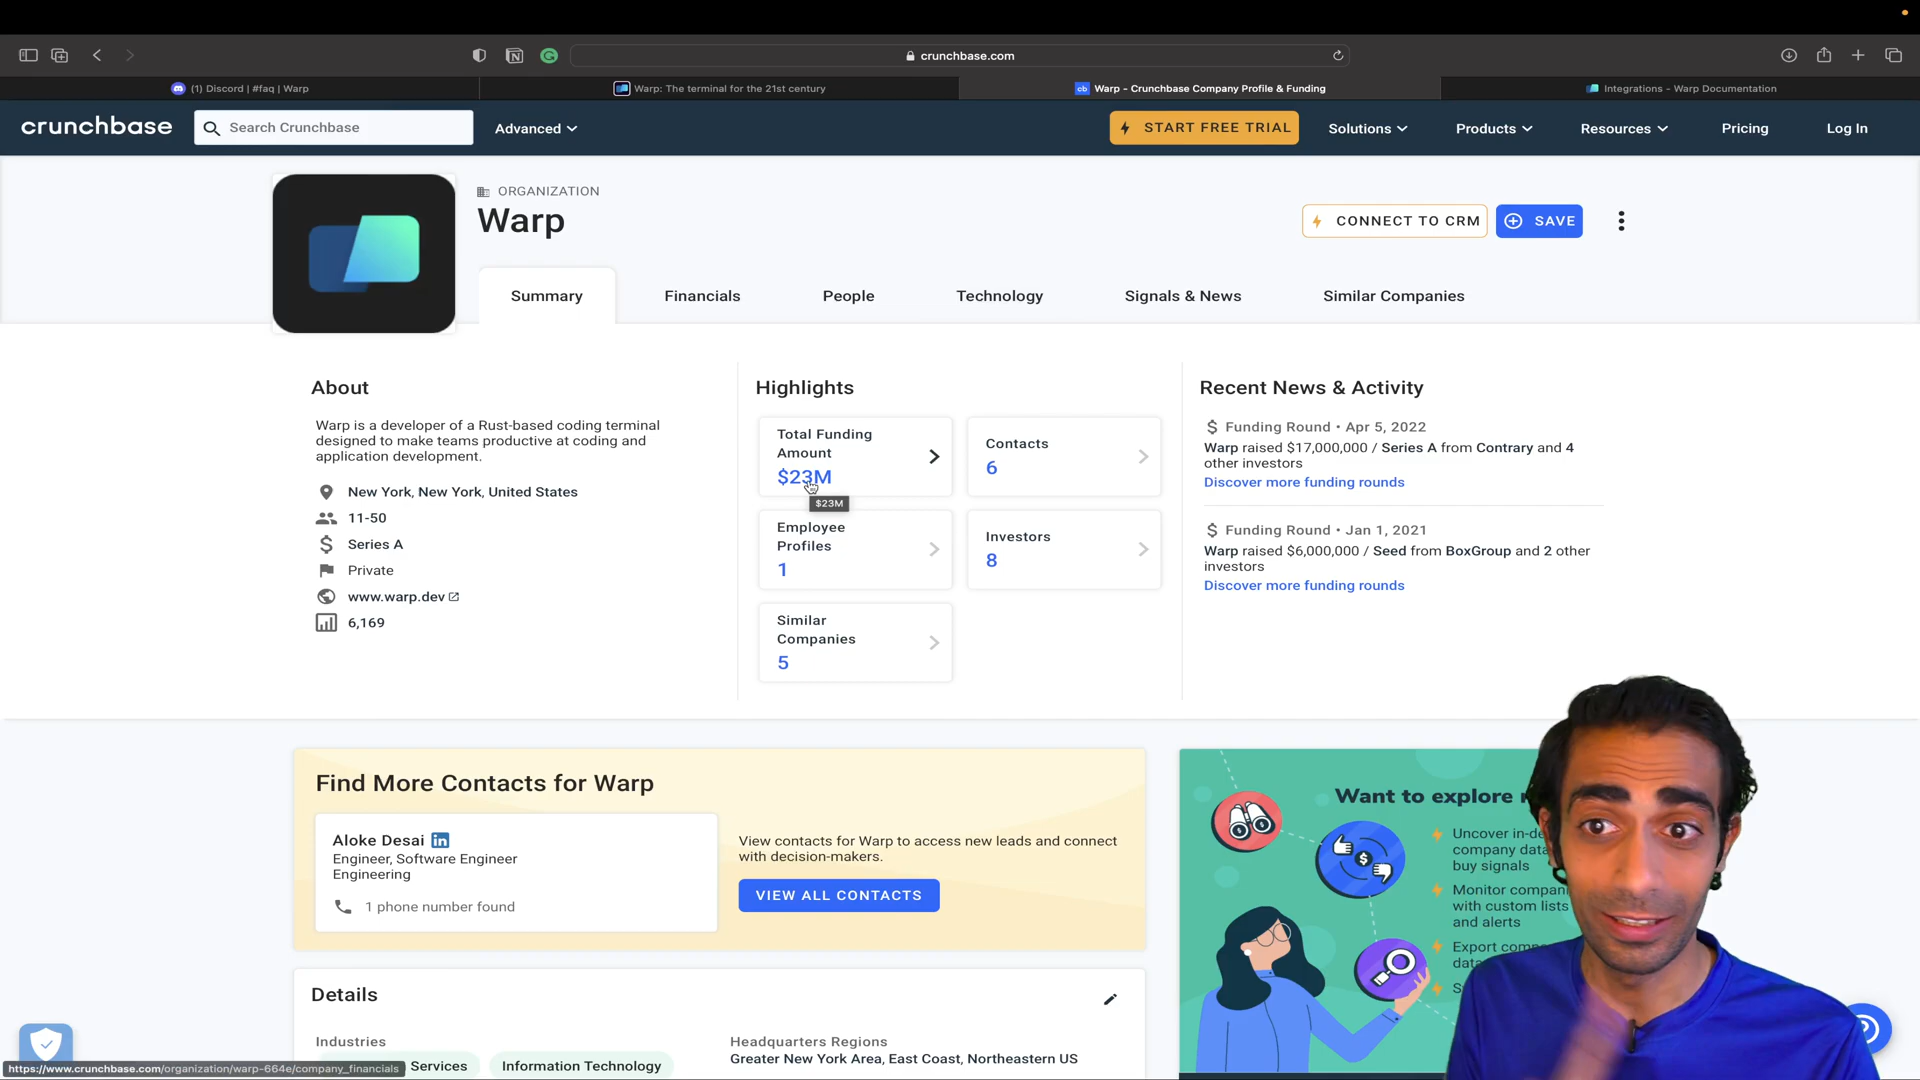 crunchbase.com
(1) Discord | #faq | Warp
Warp: The terminal for the 21st century
cb Warp - Crunchbase Company Profile & Funding
Integrations - Warp Documentation
crunchbase
Search Crunchbase
Advanced
START FREE TRIAL
Solutions
Products
Resources
Pricing
Log In
ORGANIZATION
Warp
CONNECT TO CRM
SAVE
Summary
Financials
People
Technology
Signals & News
Similar Companies
About
Warp is a developer of a Rust-based coding terminal
designed to make teams productive at coding and
application development.
New York, New York, United States
11-50
Series A
Private
www.warp.dev
6,169
Highlights
Total Funding
Amount
$23M
$23M
Contacts
6
Employee
Profiles
1
Investors
8
Similar
Companies
5
Recent News & Activity
Funding Round • Apr 5, 2022
Warp raised $17,000,000 / Series A from Contrary and 4
other investors
Discover more funding rounds
Funding Round • Jan 1, 2021
Warp raised $6,000,000 / Seed from BoxGroup and 2 other
investors
Discover more funding rounds
Find More Contacts for Warp
Aloke Desai in
Engineer, Software Engineer
Engineering
1 phone number found
View contacts for Warp to access new leads and connect
with decision-makers.
VIEW ALL CONTACTS
Want to explore
Uncover in-de
company data
buy signals
Monitor compan
with custom lists
and alerts
Export comp
data
S
Details
Industries
Services
Information Technology
Headquarters Regions
Greater New York Area, East Coast, Northeastern US
https://www.crunchbase.com/organization/warp-664e/company_financials